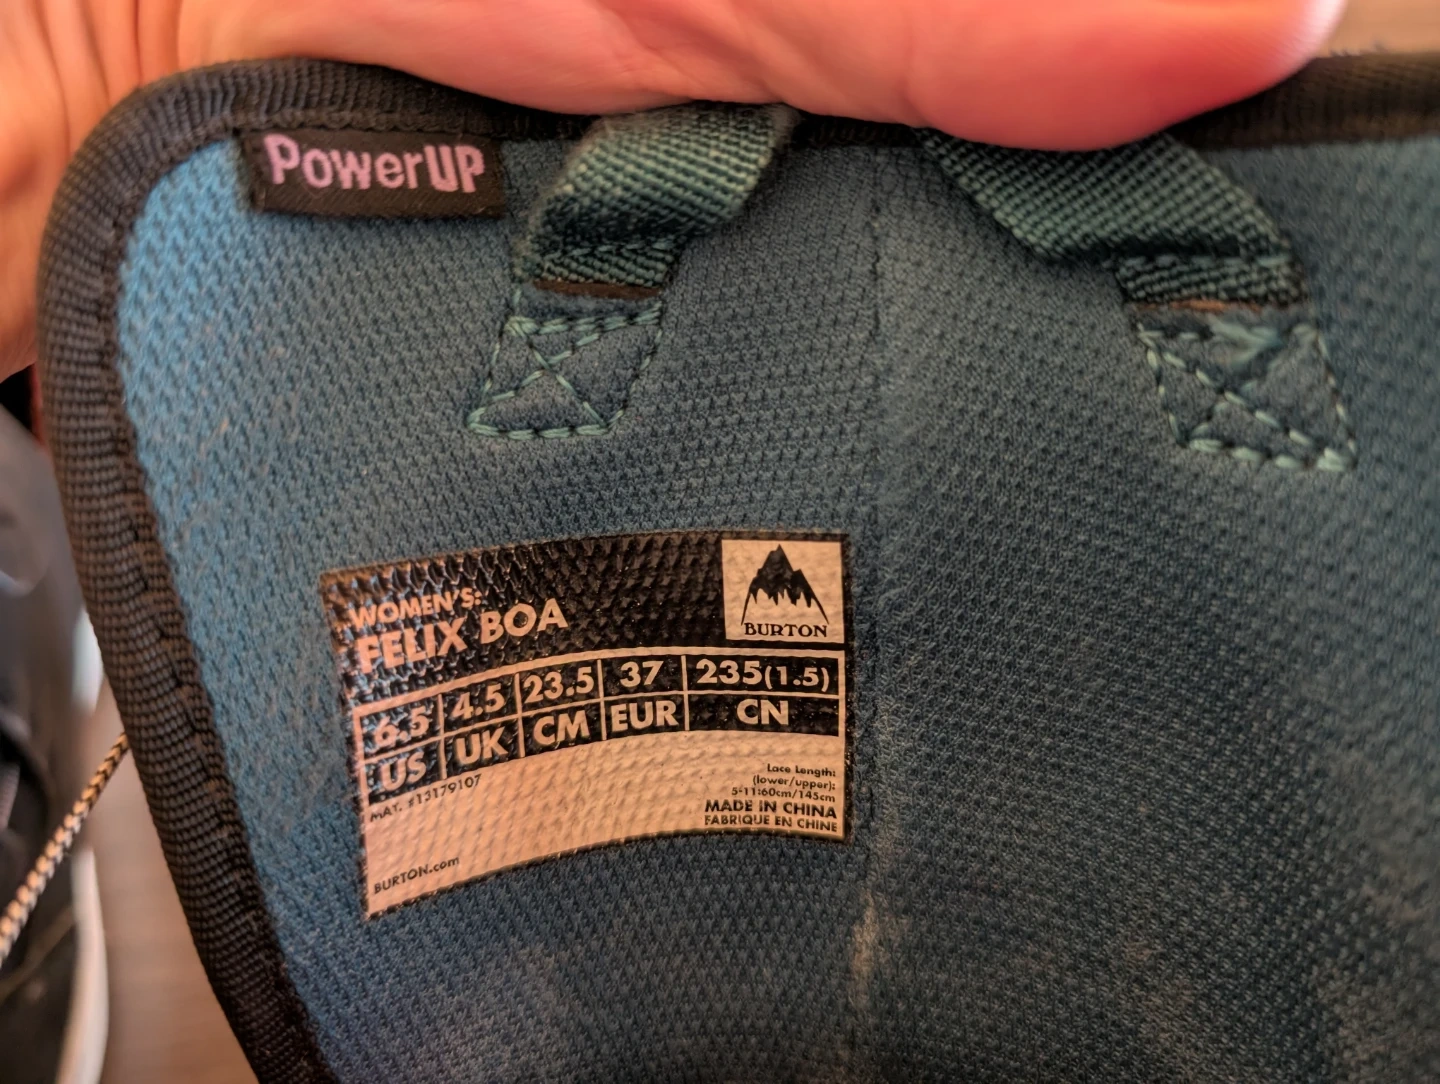 PowerUP
WOMEN'S:
FELIX BOA
BURTON
6.5 4.5 23.5 37 235(1.5)
US UK CM EUR CN
MAT. #13179107
Lace Length:
(lower/upper):
5-11:60cm/145cm
MADE IN CHINA
FABRIQUE EN CHINE
BURTON.com